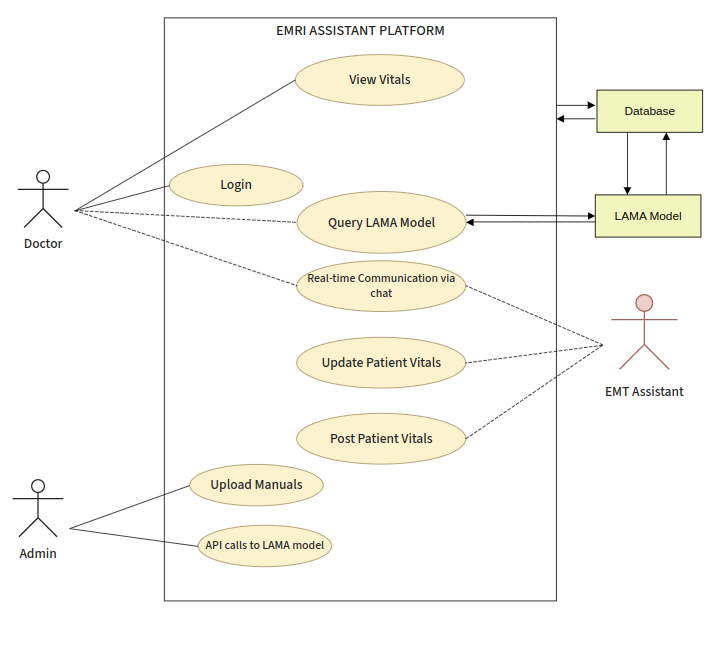 EMRI ASSISTANT PLATFORM
View Vitals
Database
Login
Query LAMA Model
LAMA Model
Doctor
Real-time Communication via
chat
Update Patient Vitals
EMT Assistant
Post Patient Vitals
Upload Manuals
API calls to LAMA model
Admin